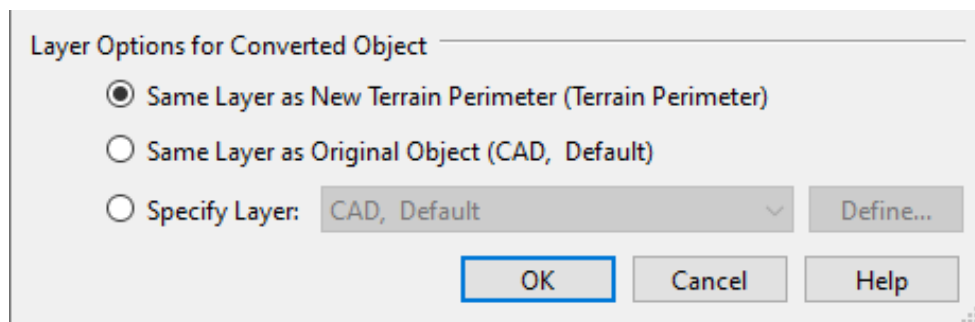 Layer Options for Converted Object
Same Layer as New Terrain Perimeter (Terrain Perimeter)
Same Layer as Original Object (CAD,  Default)
Specify Layer: CAD,  Default Define...
OK Cancel Help